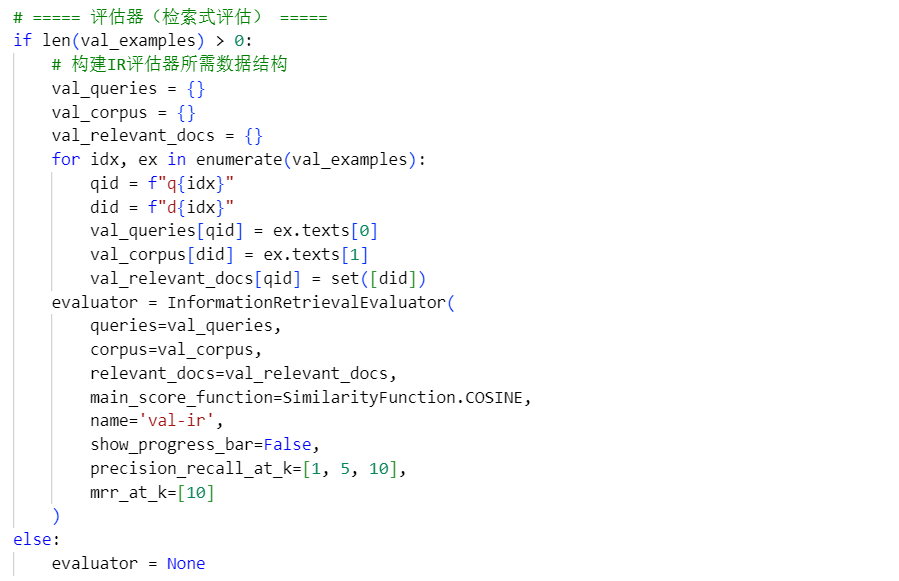 # ===== 评估器（检索式评估） =====
if len(val_examples) > 0:
    # 构建IR评估器所需数据结构
    val_queries = {}
    val_corpus = {}
    val_relevant_docs = {}
    for idx, ex in enumerate(val_examples):
        qid = f"q{idx}"
        did = f"d{idx}"
        val_queries[qid] = ex.texts[0]
        val_corpus[did] = ex.texts[1]
        val_relevant_docs[qid] = set([did])
    evaluator = InformationRetrievalEvaluator(
        queries=val_queries,
        corpus=val_corpus,
        relevant_docs=val_relevant_docs,
        main_score_function=SimilarityFunction.COSINE,
        name='val-ir',
        show_progress_bar=False,
        precision_recall_at_k=[1, 5, 10],
        mrr_at_k=[10]
    )
else:
    evaluator = None